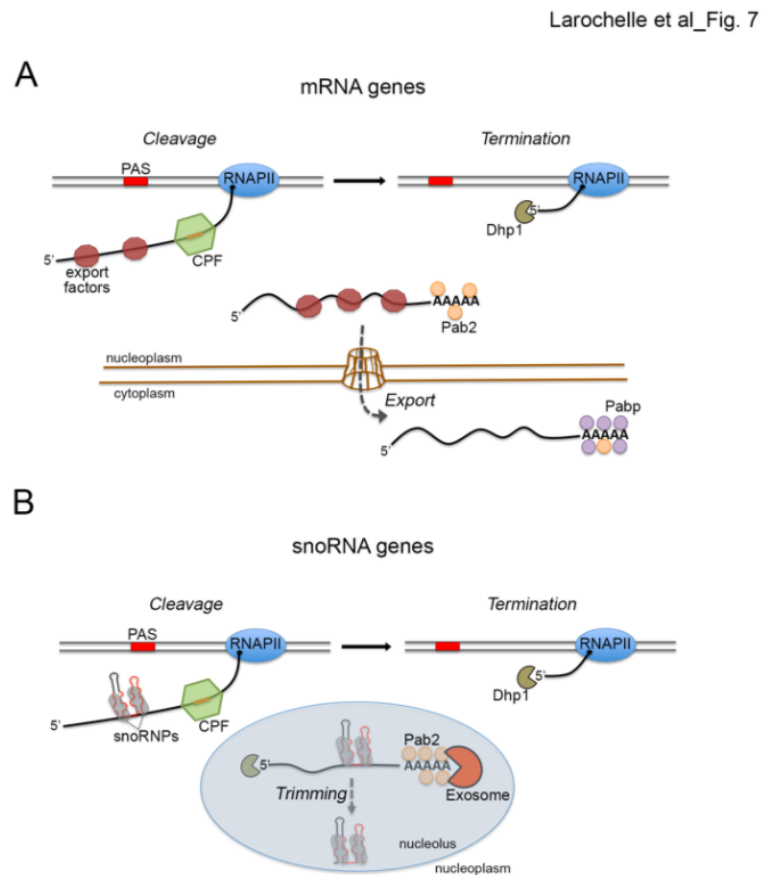 Larochelle et al_Fig. 7
A
mRNA genes
Cleavage
Termination
PAS
RNAPII
RNAPII
5'
Dhp1
5'
export
factors
CPF
5'
AAAAA
Pab2
nucleoplasm
cytoplasm
Export
Pabp
5'
AAAAA
B
snoRNA genes
Cleavage
Termination
PAS
RNAPII
RNAPII
5'
Dhp1
5'
snoRNPs
CPF
Pab2
5'
AAAAA
Trimming
Exosome
nucleolus
nucleoplasm